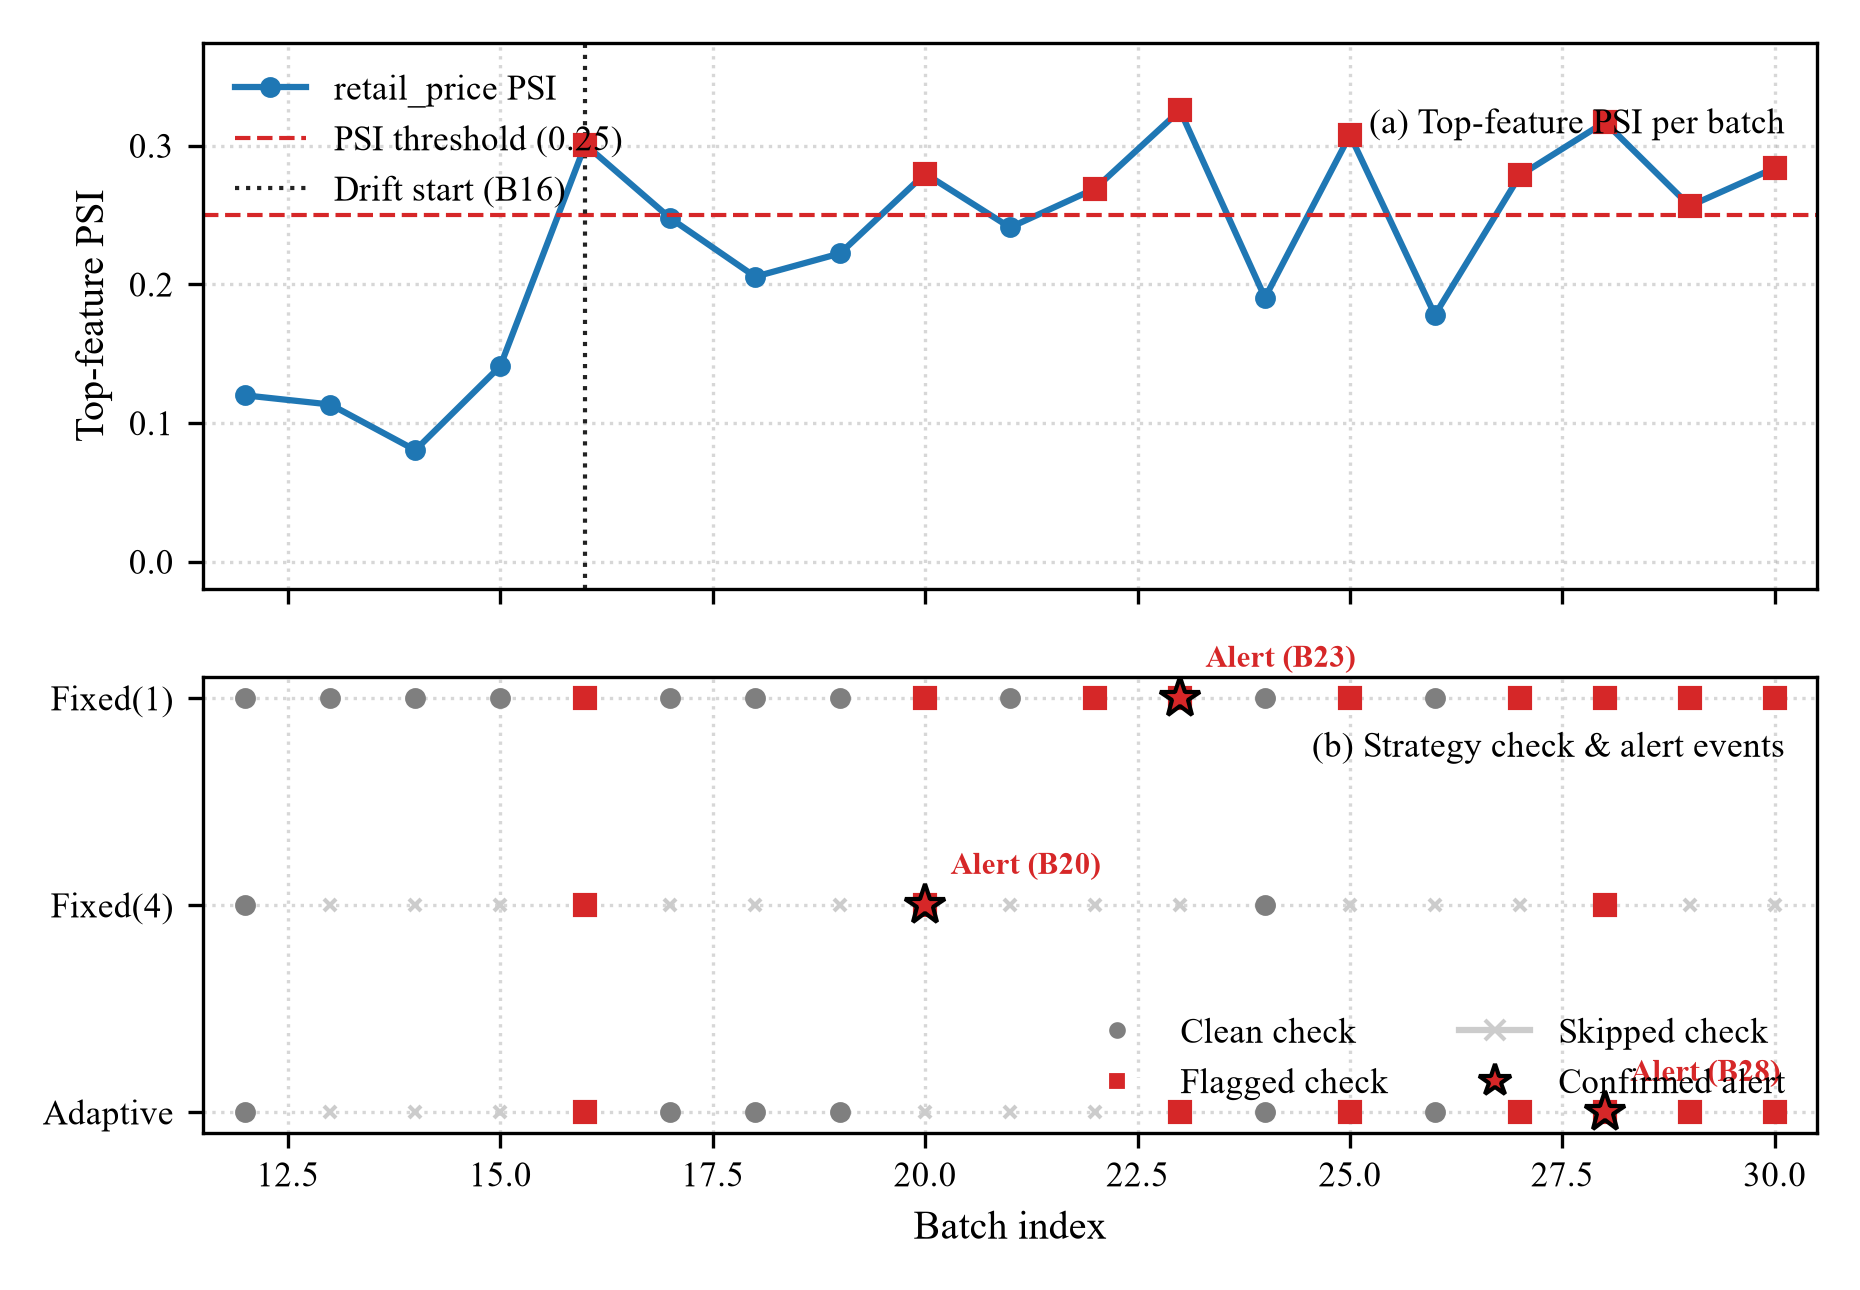 retail_price PSI
PSI threshold (0.25)
Drift start (B16)
(a) Top-feature PSI per batch
Top-feature PSI
0.3
0.2
0.1
0.0
Alert (B23)
Fixed(1)
(b) Strategy check & alert events
Alert (B20)
Fixed(4)
Clean check
Skipped check
Alert (B28)
Flagged check
Confirmed alert
Adaptive
12.5 15.0 17.5 20.0 22.5 25.0 27.5 30.0
Batch index